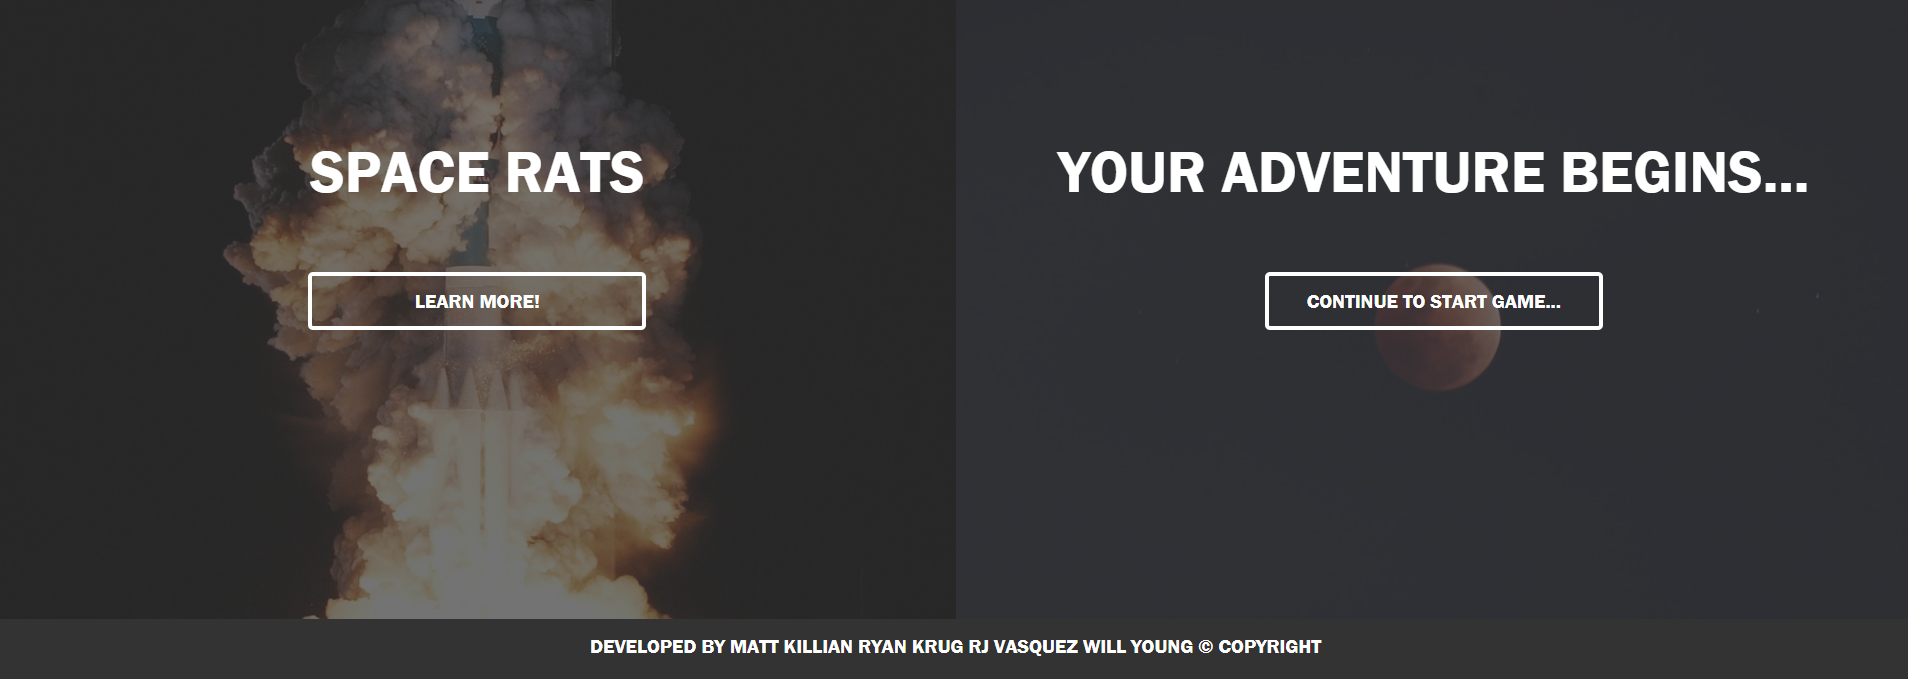 SPACE RATS
LEARN MORE!
YOUR ADVENTURE BEGINS...
CONTINUE TO START GAME...
DEVELOPED BY MATT KILLIAN RYAN KRUG RJ VASQUEZ WILL YOUNG © COPYRIGHT